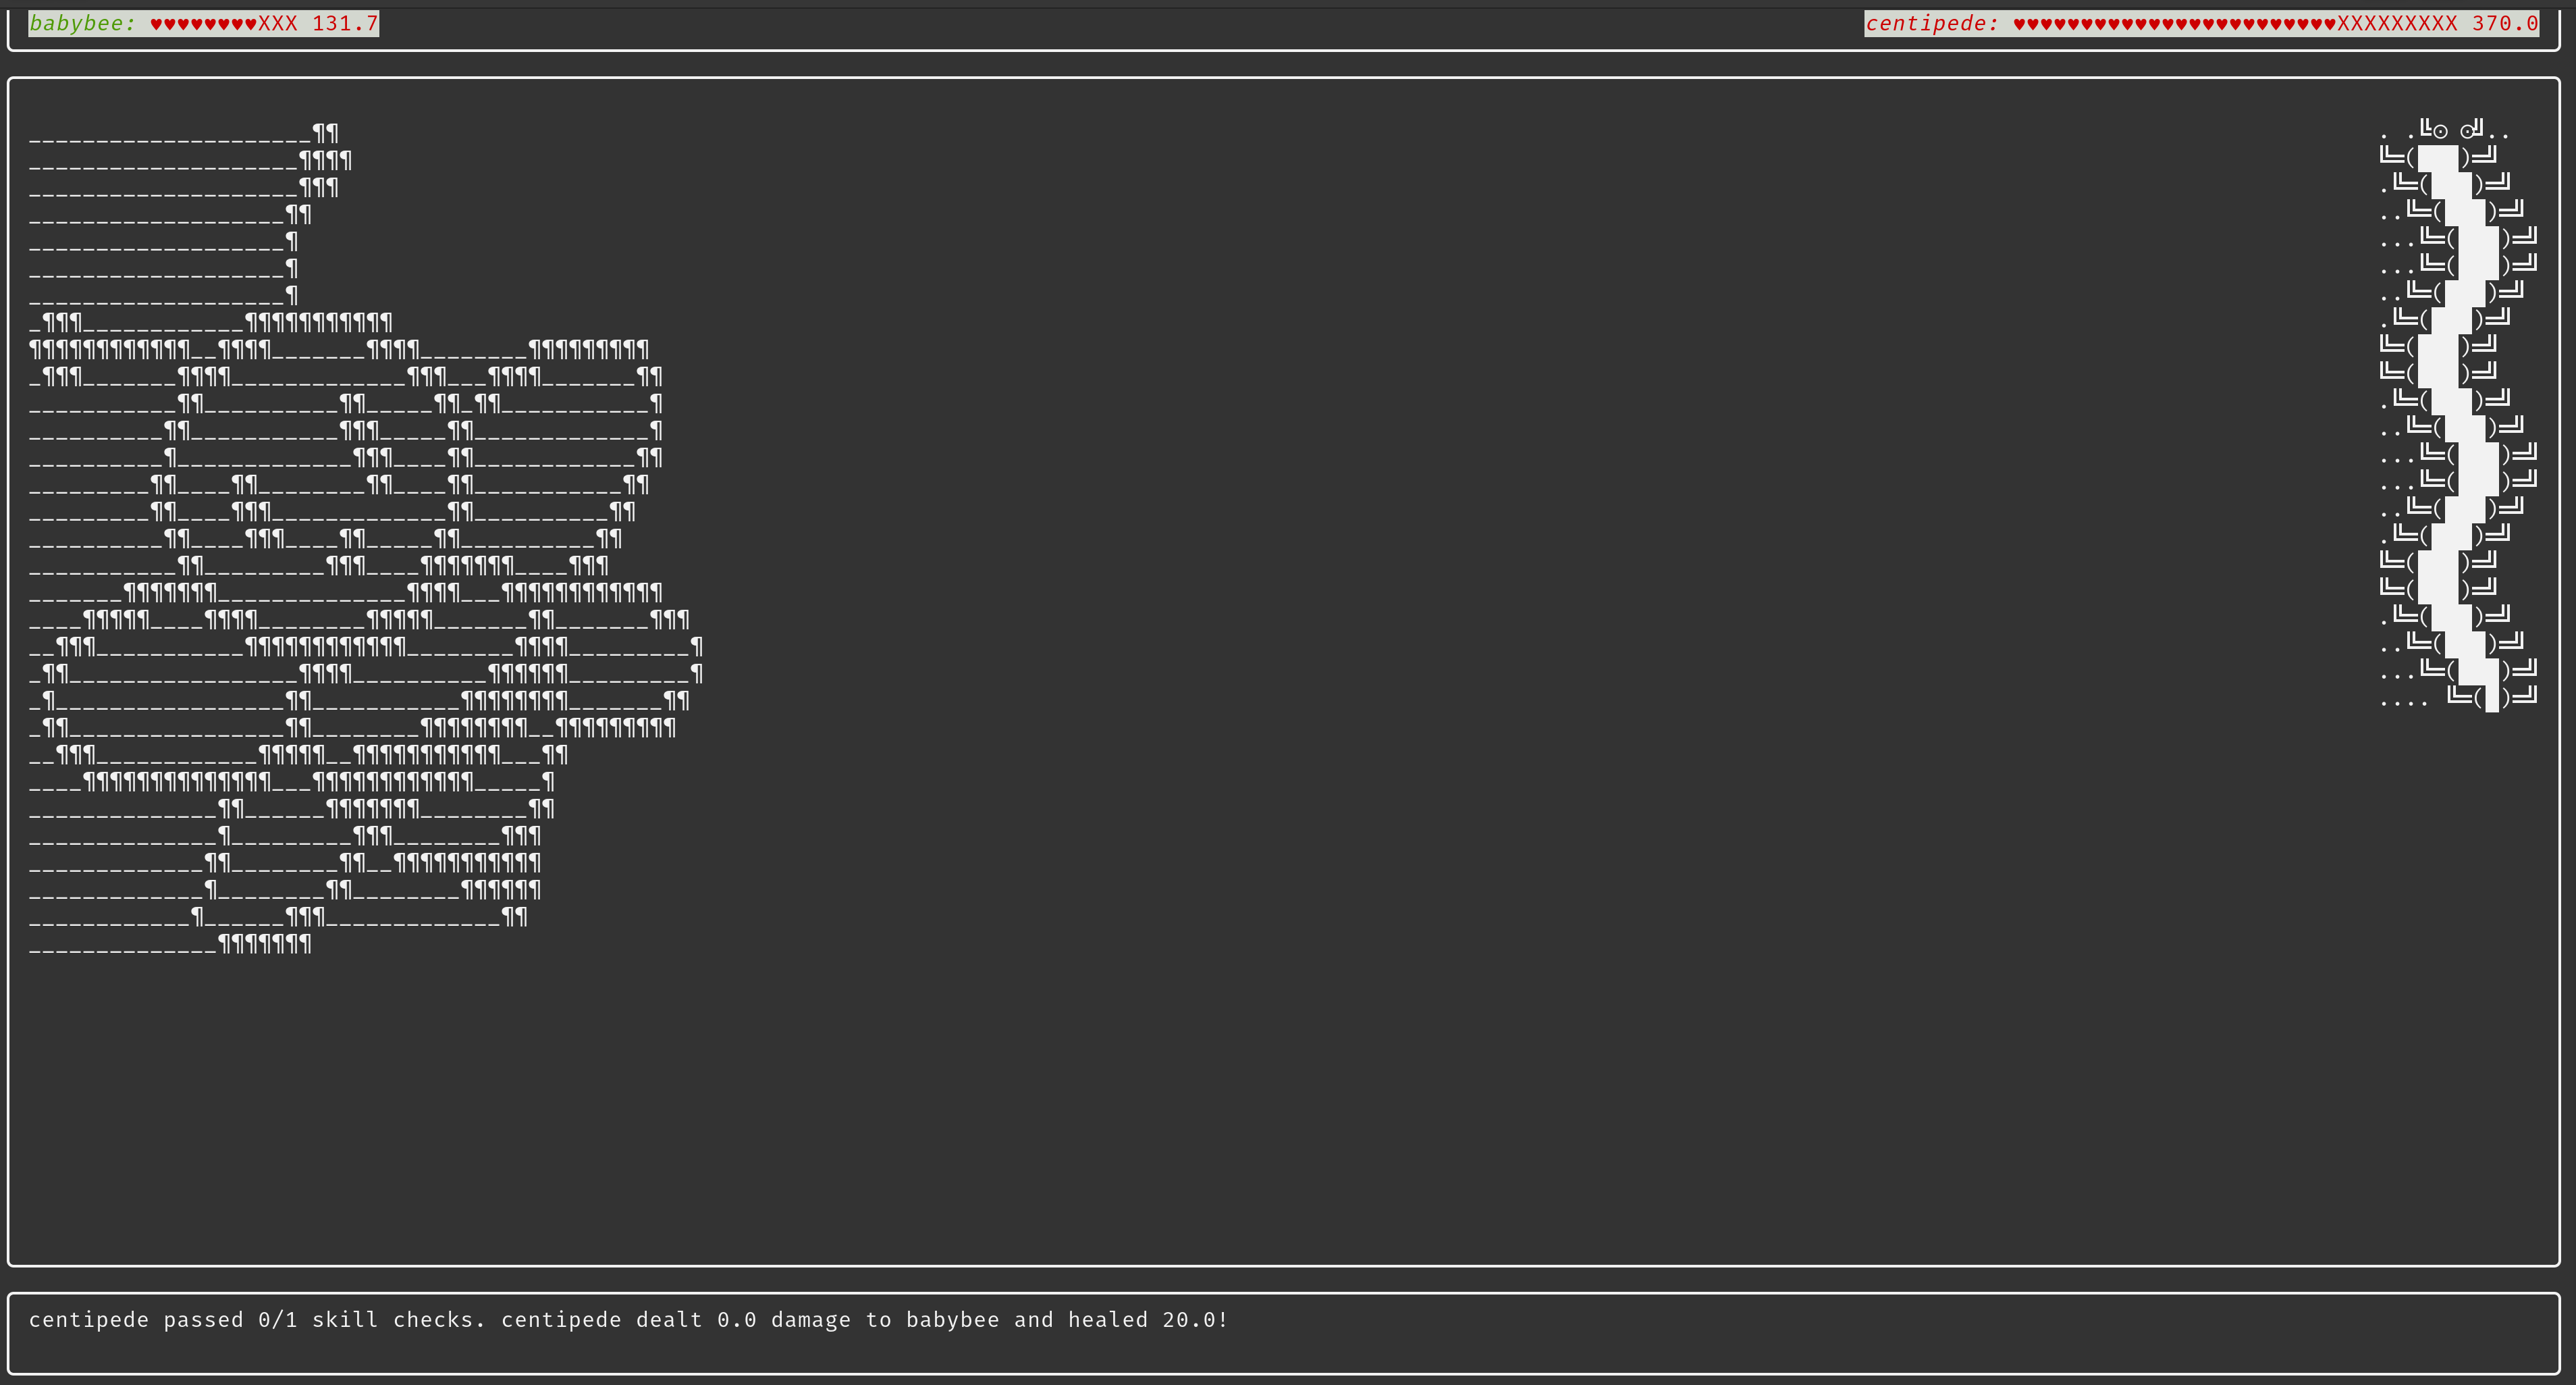 babybee: ♥♥♥♥♥♥♥♥XXX 131.7
centipede: ♥♥♥♥♥♥♥♥♥♥♥♥♥♥♥♥♥♥♥♥♥♥♥♥XXXXXXXXX 370.0
centipede passed 0/1 skill checks. centipede dealt 0.0 damage to babybee and healed 20.0!